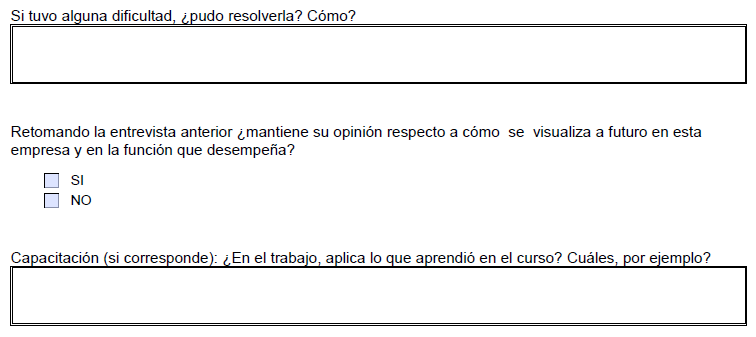 Si tuvo alguna dificultad, ¿pudo resolverla? Cómo?
Retomando la entrevista anterior ¿mantiene su opinión respecto a cómo  se  visualiza a futuro en esta
empresa y en la función que desempeña?
SI
NO
Capacitación (si corresponde): ¿En el trabajo, aplica lo que aprendió en el curso? Cuáles, por ejemplo?